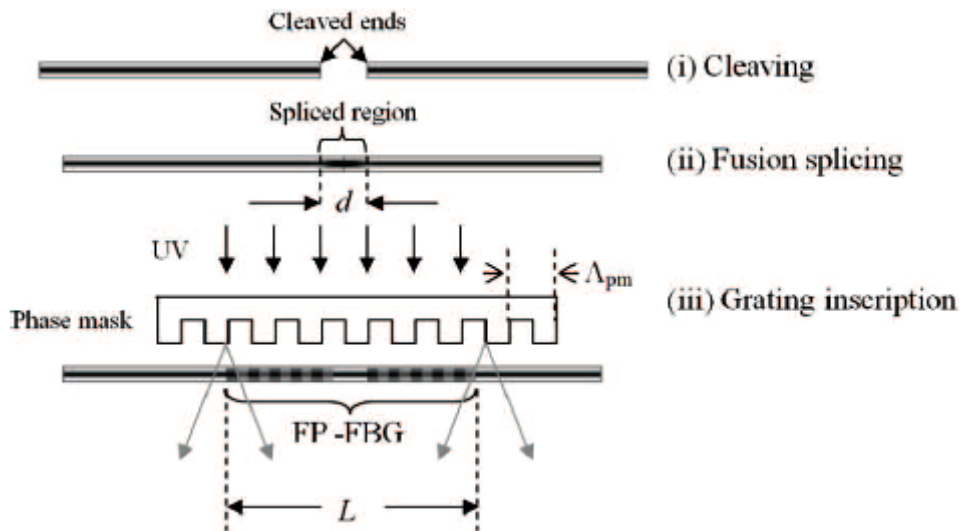 Cleaved ends
(i) Cleaving
Spliced region
(ii) Fusion splicing
d
UV
Λpm
(iii) Grating inscription
Phase mask
FP -FBG
L